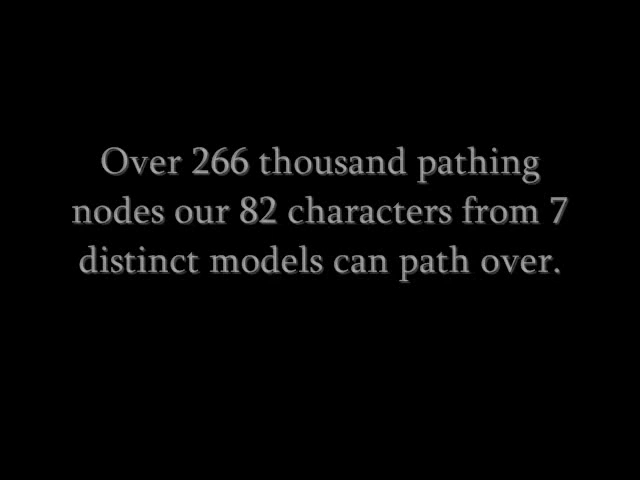 Over 266 thousand pathing
nodes our 82 characters from 7
distinct models can path over.